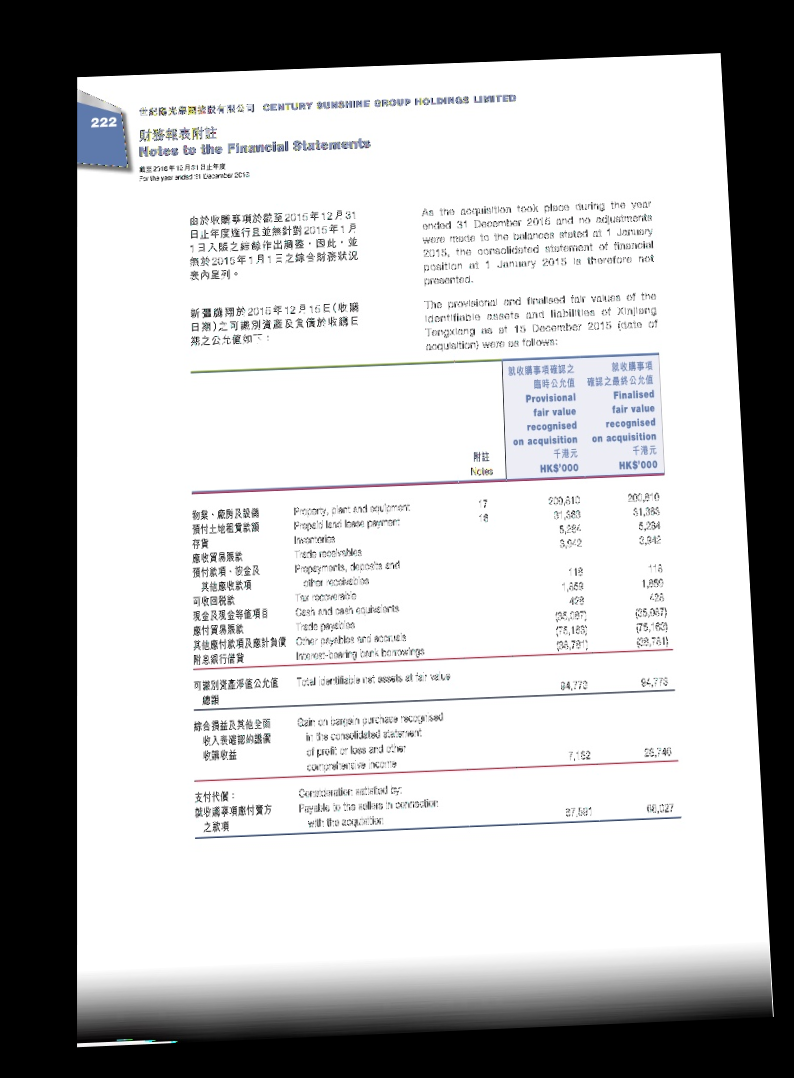 222
世紀陽光集團控股有限公司 CENTURY SUNSHINE GROUP HOLDINGS LIMITED
財務報表附註
Notes to the Financial Statements
截至2015年12月31日止年度
For the year ended 31 December 2015
由於收購事項於截至2015年12月31
日止年度進行且並無針對2015年1月
1日入賬之結餘作出調整，因此，並
無於2015年1月1日之綜合財務狀況
表內呈列。
As the acquisition took place during the year
ended 31 December 2015 and no adjustments
were made to the balances stated at 1 January
2015, the consolidated statement of financial
position at 1 January 2015 is therefore not
presented.
新疆騰翔於2015年12月15日(收購
日期)之可識別資產及負債於收購日
期之公允值如下：
The provisional and finalised fair values of the
identifiable assets and liabilities of Xinjiang
Tengxiang as at 15 December 2015 (date of
acquisition) were as follows:
就收購事項確認之 就收購事項
臨時公允值 確認之最終公允值
Provisional Finalised
fair value fair value
recognised recognised
on acquisition on acquisition
附註 千港元 千港元
Notes HK$'000 HK$'000
物業、廠房及設備 Property, plant and equipment 17 200,810 200,810
預付土地租賃款額 Prepaid land lease payment 31,363 31,363
存貨 Inventories 5,284 5,284
應收貿易賬款 Trade receivables 3,942 3,942
預付款項、按金及 Prepayments, deposits and
其他應收款項 other receivables 118 118
可收回稅款 Tax recoverable 1,859 1,859
現金及現金等值項目 Cash and cash equivalents 428 428
應付貿易賬款 Trade payables (35,087) (35,087)
其他應付款項及應計負債 Other payables and accruals (75,163) (75,163)
附息銀行借貸 Interest-bearing bank borrowings (38,781) (38,781)
可識別資產淨值公允值 Total identifiable net assets at fair value
總額 94,773 94,773
綜合損益及其他全面 Gain on bargain purchase recognised
收入表確認的議價 in the consolidated statement
收購收益 of profit or loss and other
comprehensive income 7,182 26,746
支付代價： Consideration satisfied by:
就收購事項應付賣方 Payable to the sellers in connection
之款項 with the acquisition 87,591 68,027